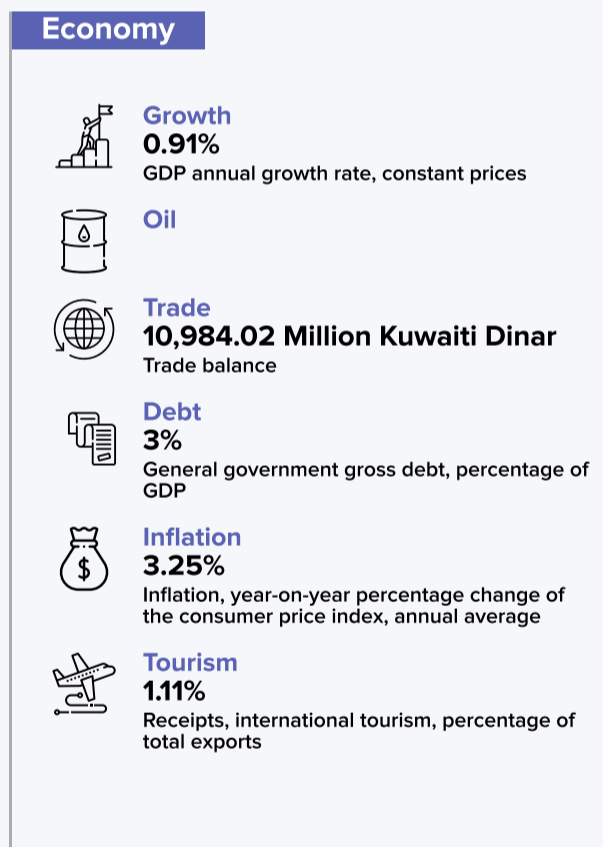 Economy
Growth
0.91%
GDP annual growth rate, constant prices
Oil
Trade
10,984.02 Million Kuwaiti Dinar
Trade balance
Debt
3%
General government gross debt, percentage of
GDP
Inflation
$
3.25%
Inflation, year-on-year percentage change of
the consumer price index, annual average
Tourism
1.11%
Receipts, international tourism, percentage of
total exports